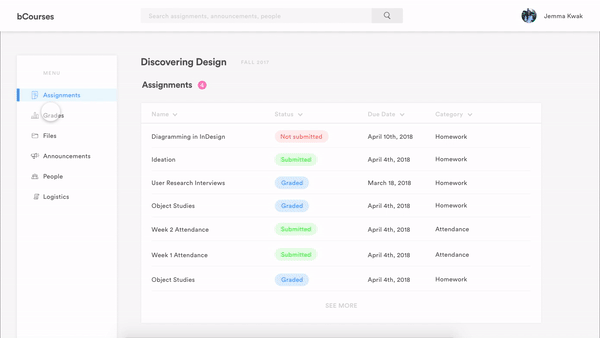 bCourses
Search assignments, announcements, people.
Jemma Kwak
MENU
Assignments
Grades
Files
Announcements
People
Logistics
Discovering Design FALL 2017
Assignments 4
Name Status Due Date Category
Diagramming in InDesign Not submitted April 10th, 2018 Homework
Ideation Submitted April 4th, 2018 Homework
User Research Interviews Graded March 18, 2018 Homework
Object Studies Graded April 4th, 2018 Homework
Week 2 Attendance Submitted April 4th, 2018 Attendance
Week 1 Attendance Submitted April 4th, 2018 Attendance
Object Studies Graded April 4th, 2018 Homework
SEE MORE